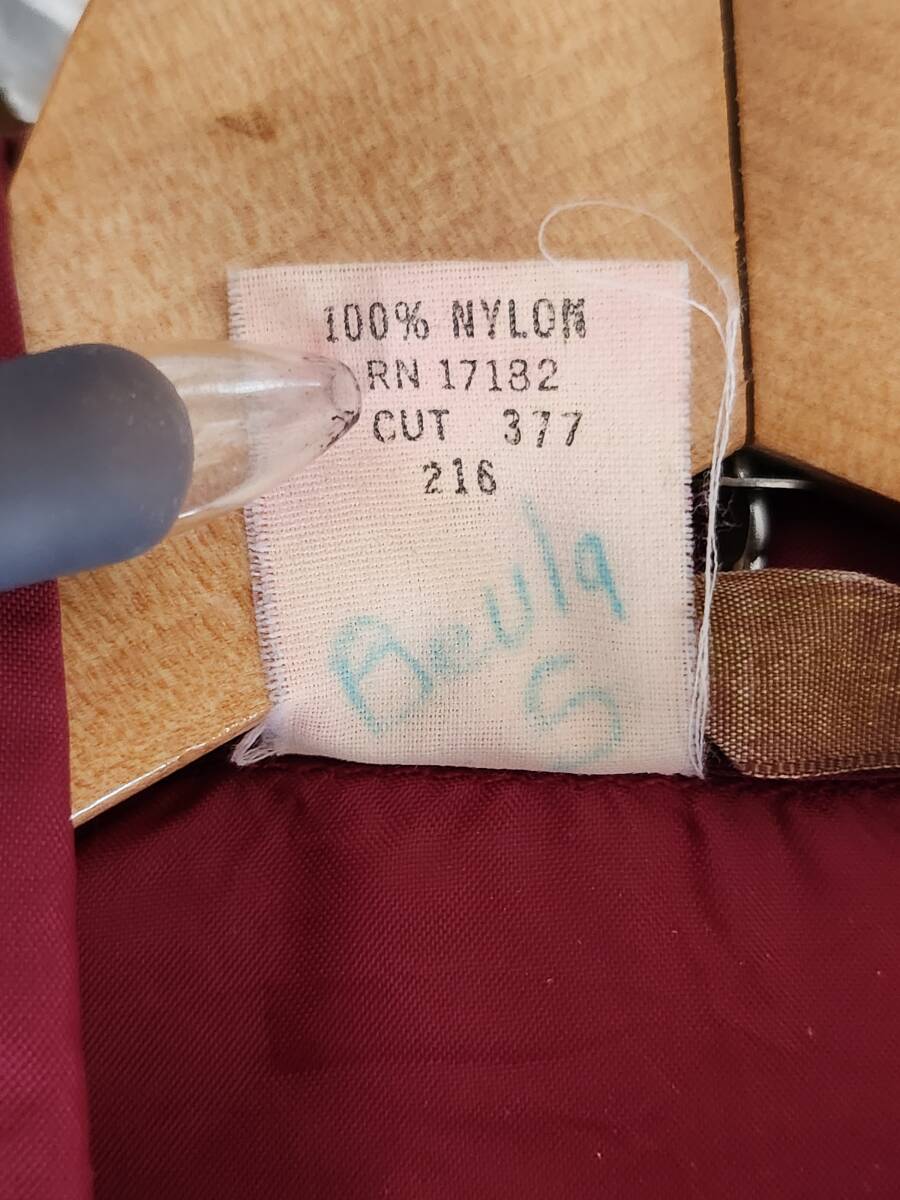 100% NYLON
RN 17182
CUT 377
216
Beula
S